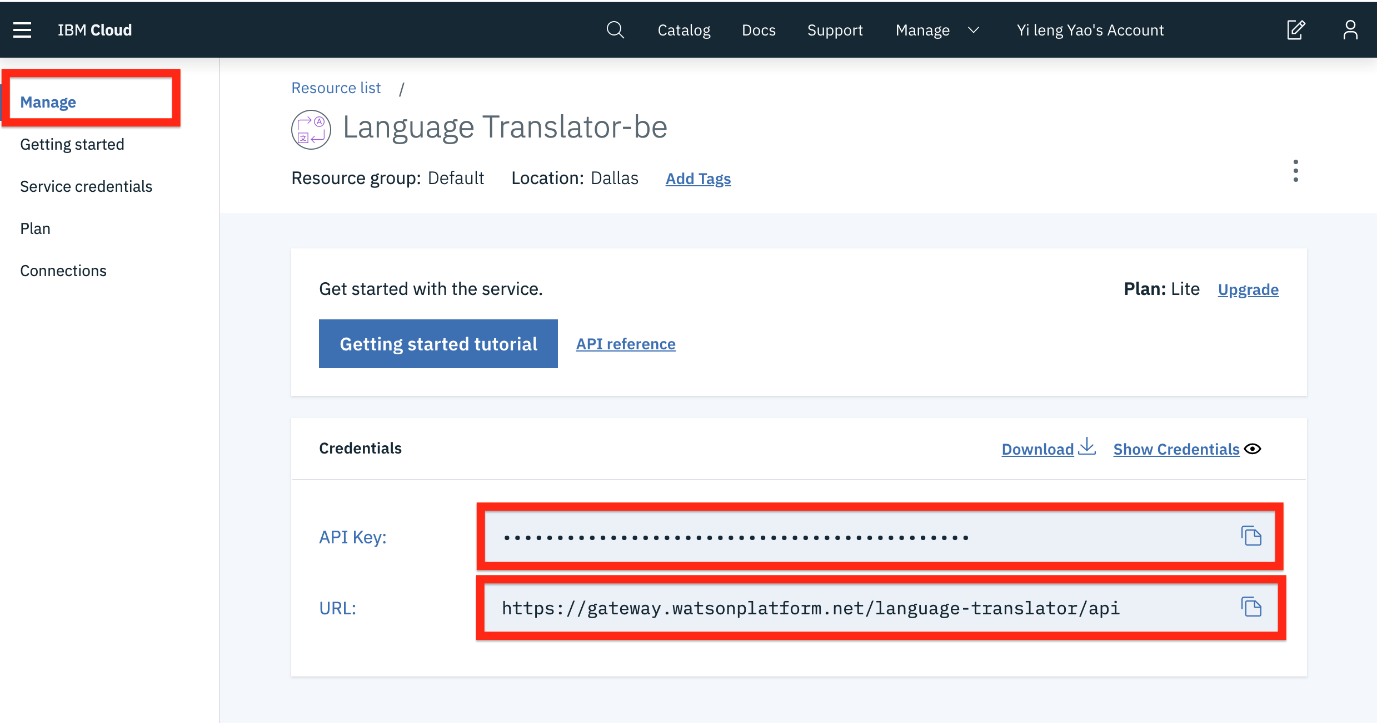 IBM Cloud Catalog Docs Support Manage Yi leng Yao's Account
Manage
Getting started
Service credentials
Plan
Connections
Resource list /
Language Translator-be
Resource group: Default Location: Dallas Add Tags
Get started with the service. Plan: Lite Upgrade
Getting started tutorial API reference
Credentials Download Show Credentials
API Key: ••••••••••••••••••••••••••••••••••••••••••••
URL: https://gateway.watsonplatform.net/language-translator/api